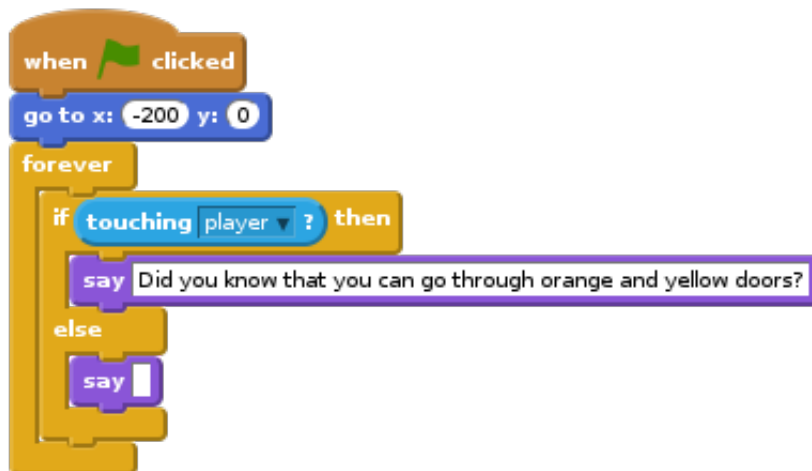 when clicked
go to x: -200 y: 0
forever
if touching player ? then
say Did you know that you can go through orange and yellow doors?
else
say